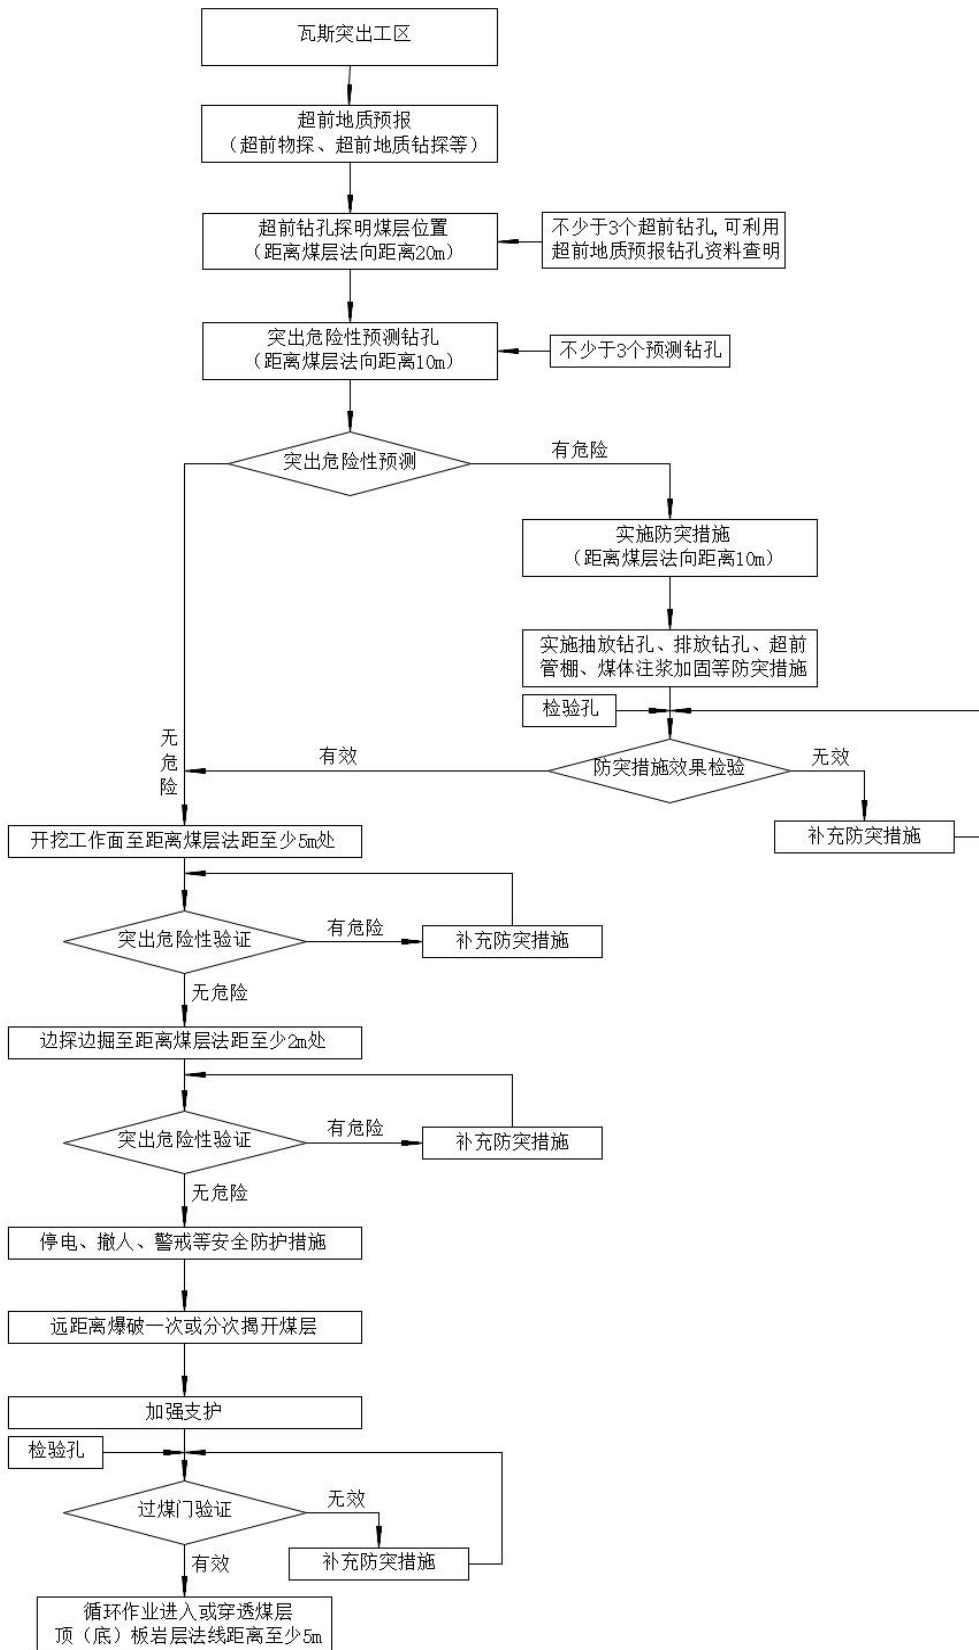 瓦斯突出工区
超前地质预报
（超前物探、超前地质钻探等）
超前钻孔探明煤层位置
（距离煤层法向距离20m）
不少于3个超前钻孔,可利用
超前地质预报钻孔资料查明
突出危险性预测钻孔
（距离煤层法向距离10m）
不少于3个预测钻孔
突出危险性预测
有危险
实施防突措施
（距离煤层法向距离10m）
实施抽放钻孔、排放钻孔、超前
管棚、煤体注浆加固等防突措施
检验孔
无
危
险
有效
防突措施效果检验
无效
补充防突措施
开挖工作面至距离煤层法距至少5m处
突出危险性验证
有危险
补充防突措施
无危险
边探边掘至距离煤层法距至少2m处
突出危险性验证
有危险
补充防突措施
无危险
停电、撤人、警戒等安全防护措施
远距离爆破一次或分次揭开煤层
加强支护
检验孔
过煤门验证
无效
补充防突措施
有效
循环作业进入或穿透煤层
顶（底）板岩层法线距离至少5m